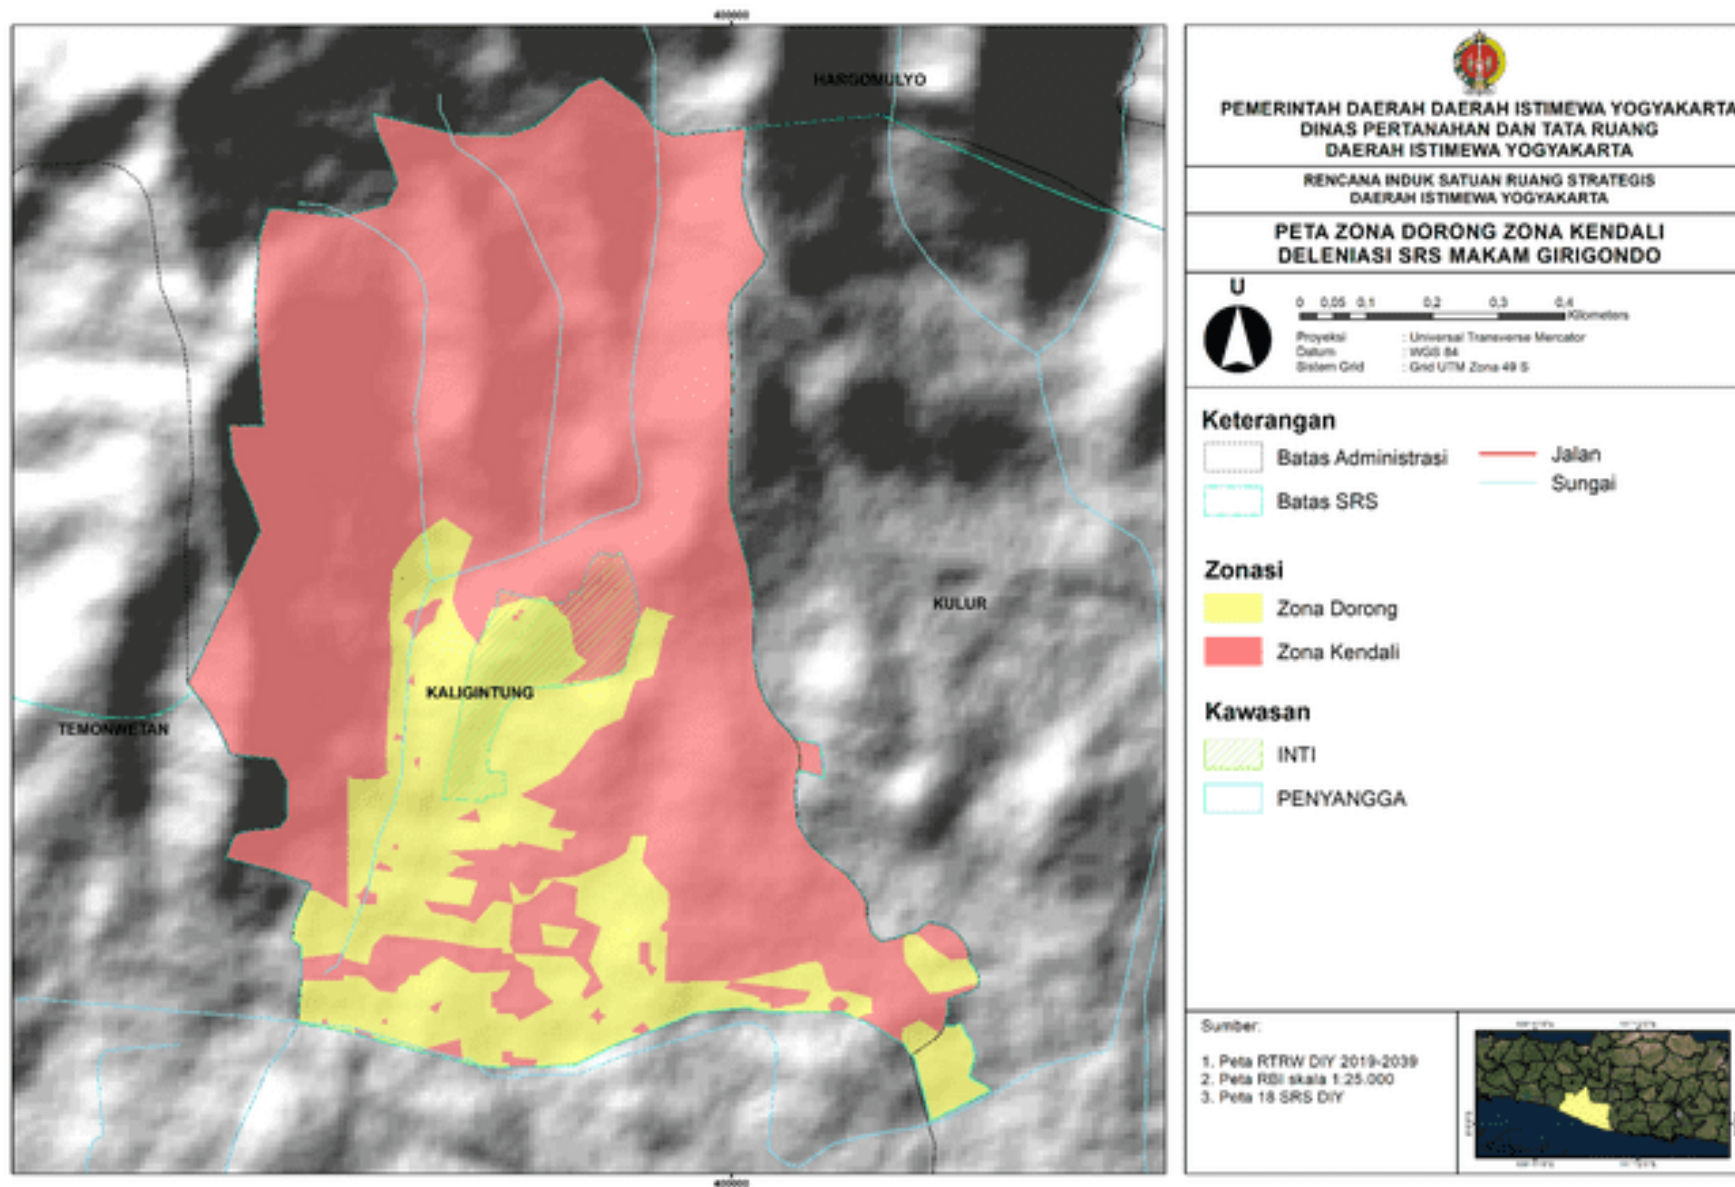 400000
HARGOMULYO
KULUR
KALIGINTUNG
TEMONWETAN
400000
PEMERINTAH DAERAH DAERAH ISTIMEWA YOGYAKARTA
DINAS PERTANAHAN DAN TATA RUANG
DAERAH ISTIMEWA YOGYAKARTA
RENCANA INDUK SATUAN RUANG STRATEGIS
DAERAH ISTIMEWA YOGYAKARTA
PETA ZONA DORONG ZONA KENDALI
DELENIASI SRS MAKAM GIRIGONDO
U
0 0,05 0,1 0,2 0,3 0,4
Kilometers
Proyeksi : Universal Transverse Mercator
Datum : WGS 84
Sistem Grid : Grid UTM Zona 49 S
Keterangan
Batas Administrasi
Jalan
Batas SRS
Sungai
Zonasi
Zona Dorong
Zona Kendali
Kawasan
INTI
PENYANGGA
Sumber:
1. Peta RTRW DIY 2019-2039
2. Peta RBI skala 1:25.000
3. Peta 18 SRS DIY